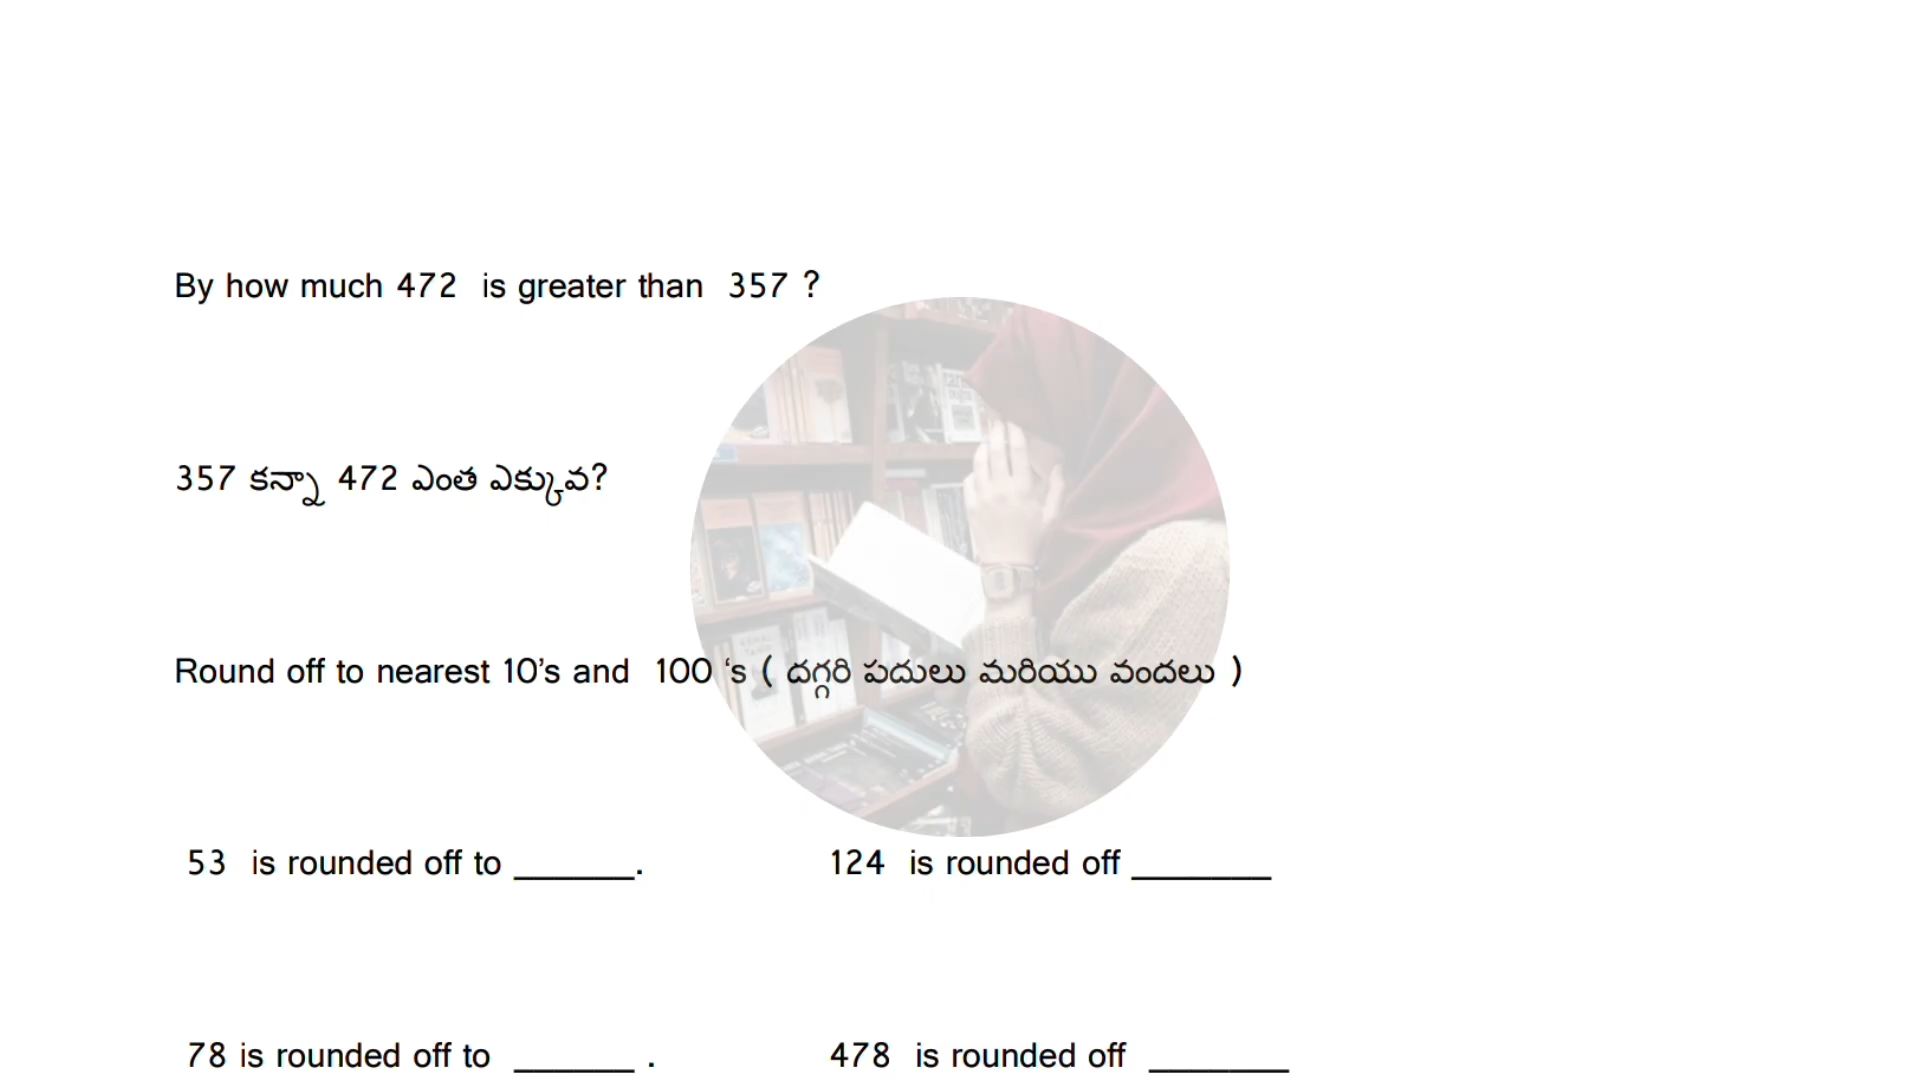 By how much 472 is greater than 357 ?
357 కన్నా 472 ఎంత ఎక్కువ?
Round off to nearest 10’s and 100 ‘s ( దగ్గరి పదులు మరియు వందలు )
53 is rounded off to ______. 124 is rounded off _______
78 is rounded off to ______ . 478 is rounded off _______